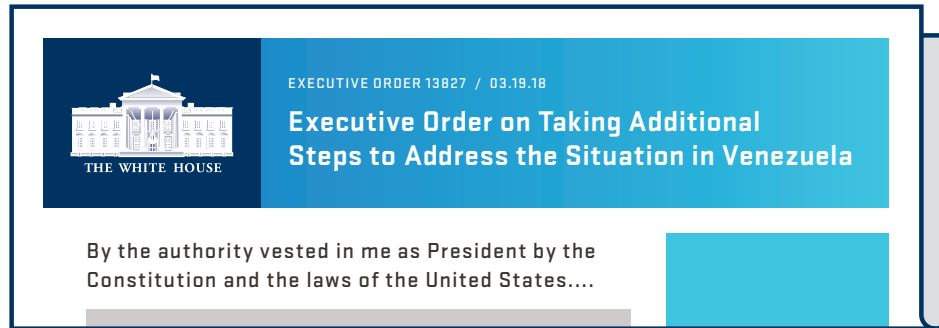 THE WHITE HOUSE
EXECUTIVE ORDER 13827 / 03.19.18
Executive Order on Taking Additional
Steps to Address the Situation in Venezuela
By the authority vested in me as President by the
Constitution and the laws of the United States....